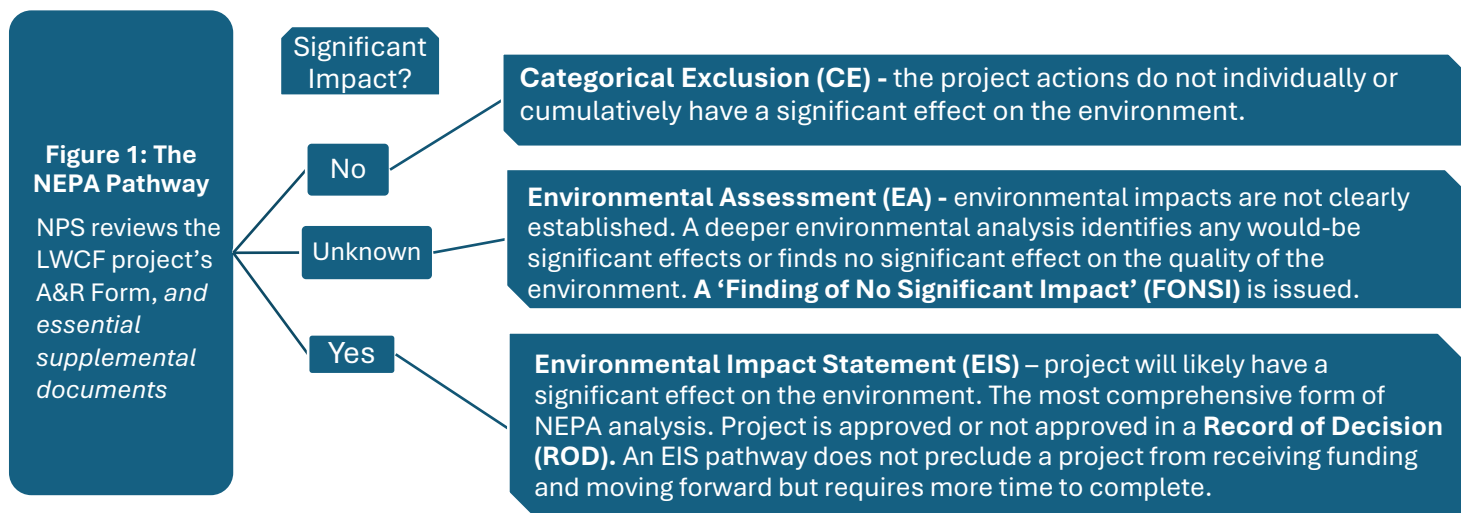 Figure 1: The
NEPA Pathway
NPS reviews the
LWCF project’s
A&R Form, and
essential
supplemental
documents
Significant
Impact?
No
Categorical Exclusion (CE) - the project actions do not individually or
cumulatively have a significant effect on the environment.
Unknown
Environmental Assessment (EA) - environmental impacts are not clearly
established. A deeper environmental analysis identifies any would-be
significant effects or finds no significant effect on the quality of the
environment. A ‘Finding of No Significant Impact’ (FONSI) is issued.
Yes
Environmental Impact Statement (EIS) – project will likely have a
significant effect on the environment. The most comprehensive form of
NEPA analysis. Project is approved or not approved in a Record of Decision
(ROD). An EIS pathway does not preclude a project from receiving funding
and moving forward but requires more time to complete.